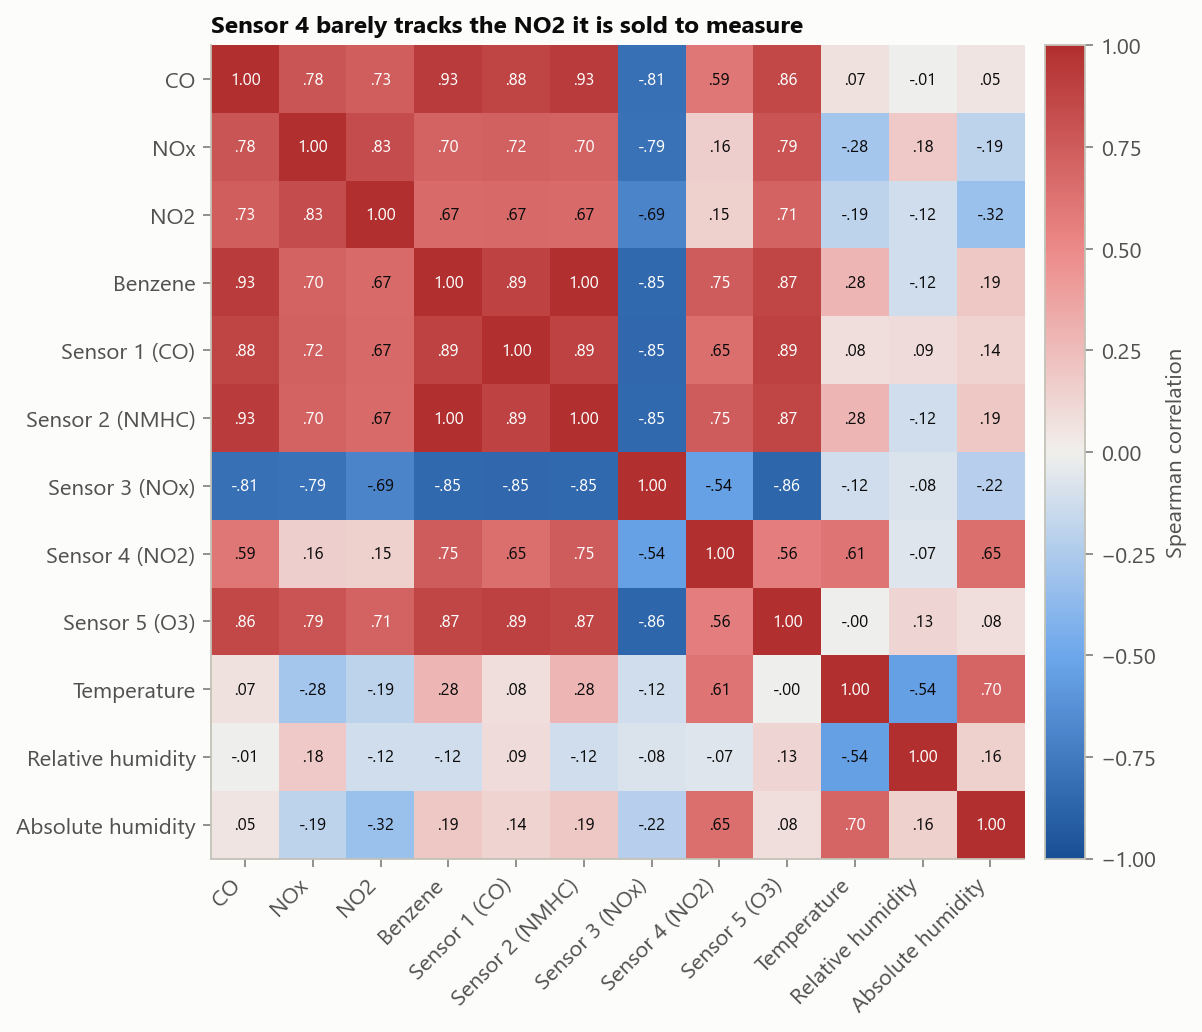 Sensor 4 barely tracks the NO2 it is sold to measure
CO 1.00 .78 .73 .93 .88 .93 -.81 .59 .86 .07 -.01 .05
NOx .78 1.00 .83 .70 .72 .70 -.79 .16 .79 -.28 .18 -.19
NO2 .73 .83 1.00 .67 .67 .67 -.69 .15 .71 -.19 -.12 -.32
Benzene .93 .70 .67 1.00 .89 1.00 -.85 .75 .87 .28 -.12 .19
Sensor 1 (CO) .88 .72 .67 .89 1.00 .89 -.85 .65 .89 .08 .09 .14
Sensor 2 (NMHC) .93 .70 .67 1.00 .89 1.00 -.85 .75 .87 .28 -.12 .19
Sensor 3 (NOx) -.81 -.79 -.69 -.85 -.85 -.85 1.00 -.54 -.86 -.12 -.08 -.22
Sensor 4 (NO2) .59 .16 .15 .75 .65 .75 -.54 1.00 .56 .61 -.07 .65
Sensor 5 (O3) .86 .79 .71 .87 .89 .87 -.86 .56 1.00 -.00 .13 .08
Temperature .07 -.28 -.19 .28 .08 .28 -.12 .61 -.00 1.00 -.54 .70
Relative humidity -.01 .18 -.12 -.12 .09 -.12 -.08 -.07 .13 -.54 1.00 .16
Absolute humidity .05 -.19 -.32 .19 .14 .19 -.22 .65 .08 .70 .16 1.00
CO
NOx
NO2
Benzene
Sensor 1 (CO)
Sensor 2 (NMHC)
Sensor 3 (NOx)
Sensor 4 (NO2)
Sensor 5 (O3)
Temperature
Relative humidity
Absolute humidity
1.00
0.75
0.50
0.25
0.00
−0.25
−0.50
−0.75
−1.00
Spearman correlation